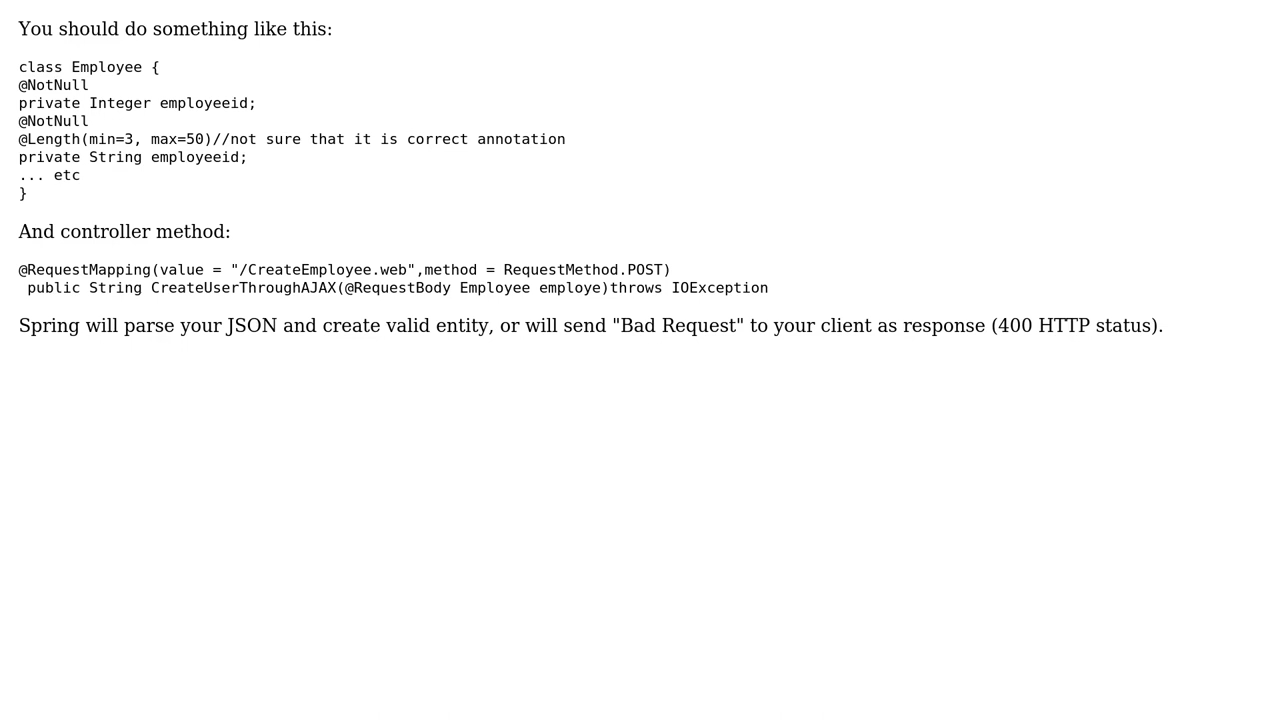 You should do something like this:
class Employee {
@NotNull
private Integer employeeid;
@NotNull
@Length(min=3, max=50)//not sure that it is correct annotation
private String employeeid;
... etc
}
And controller method:
@RequestMapping(value = "/CreateEmployee.web",method = RequestMethod.POST)
 public String CreateUserThroughAJAX(@RequestBody Employee employe)throws IOException
Spring will parse your JSON and create valid entity, or will send "Bad Request" to your client as response (400 HTTP status).